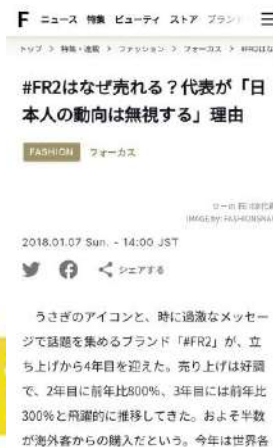 F ニュース 特集 ビューティ ストア ブランド
トップ > 特集・連載 > ファッション > フォーカス >
#FR2はなぜ売れる？代表が「日
本人の動向は無視する」理由
FASHION フォーカス
2018.01.07 Sun. - 14:00 JST
シェアする
うさぎのアイコンと、時に過激なメッセー
ジで話題を集めるブランド「#FR2」が、立
ち上げから4年目を迎えた。売り上げは好調
で、2年目に前年比800%、3年目には前年比
300%と飛躍的に推移してきた。およそ半数
が海外客からの購入だという。今年は世界各